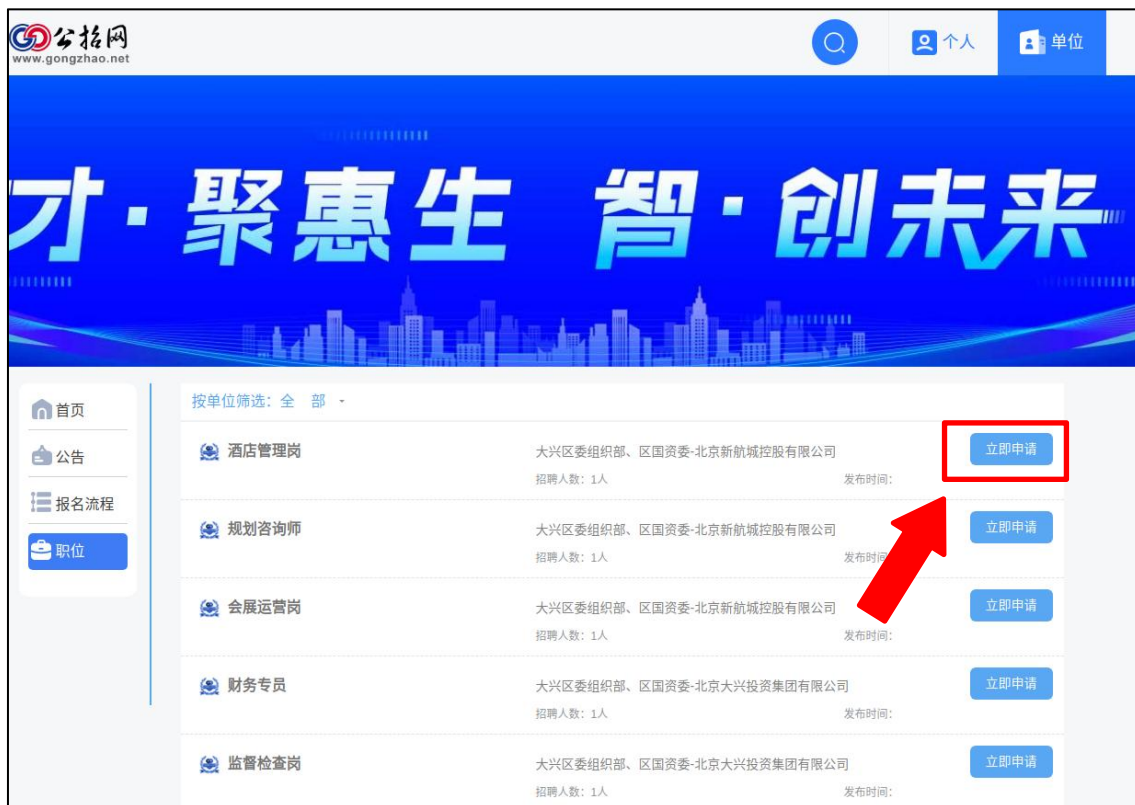 公招网
www.gongzhao.net
个人
单位
才·聚惠生 智·创未来
首页
公告
报名流程
职位
按单位筛选：全 部
酒店管理岗
大兴区委组织部、区国资委-北京新航城控股有限公司
立即申请
招聘人数：1人
发布时间：
规划咨询师
大兴区委组织部、区国资委-北京新航城控股有限公司
立即申请
招聘人数：1人
发布时间
会展运营岗
大兴区委组织部、区国资委-北京新航城控股有限公司
立即申请
招聘人数：1人
发布时间：
财务专员
大兴区委组织部、区国资委-北京大兴投资集团有限公司
立即申请
招聘人数：1人
发布时间：
监督检查岗
大兴区委组织部、区国资委-北京大兴投资集团有限公司
立即申请
招聘人数：1人
发布时间：